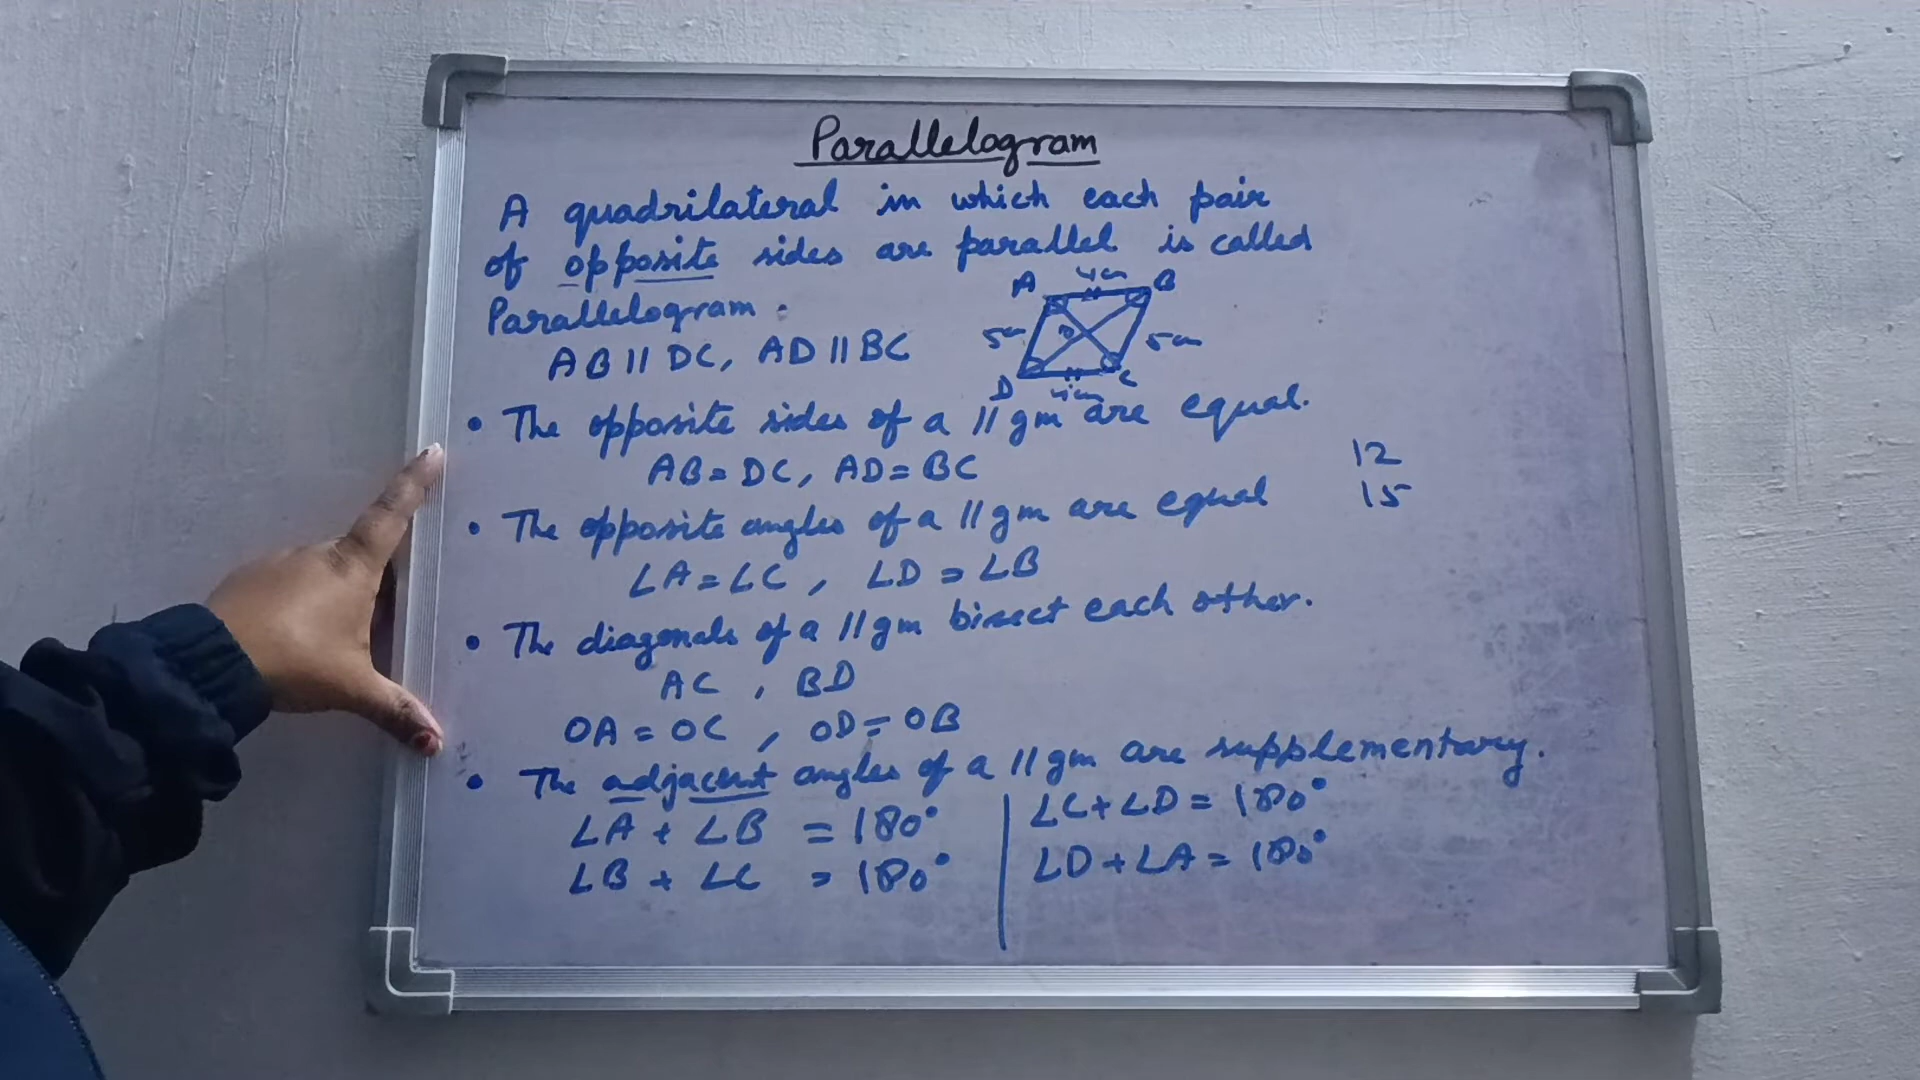 Parallelogram
A quadrilateral in which each pair
of opposite sides are parallel is called
Parallelogram.
AB || DC, AD || BC
A 4cm B
5cm O 5cm
D 4cm C
• The opposite sides of a ||gm are equal.
AB = DC, AD = BC
12
15
• The opposite angles of a ||gm are equal
∠A = ∠C, ∠D = ∠B
• The diagonals of a ||gm bisect each other.
AC, BD
OA = OC, OD = OB
• The adjacent angles of a ||gm are supplementary.
∠A + ∠B = 180° | ∠C + ∠D = 180°
∠B + ∠C = 180° | ∠D + ∠A = 180°